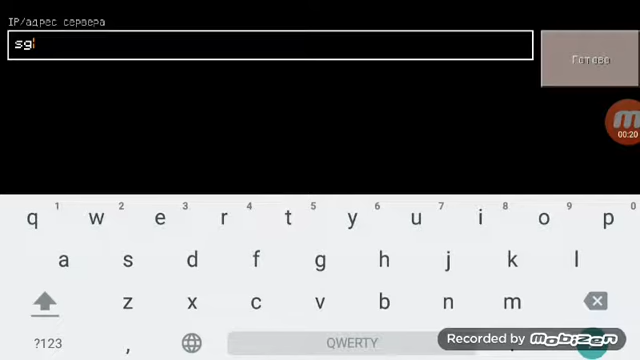 IP/адрес сервера
sg
Готово
00:20
1 2 3 4 5 6 7 8 9 0
q w e r t y u i o p
a s d f g h j k l
z x c v b n m
?123 , QWERTY .
Recorded by Mobizen